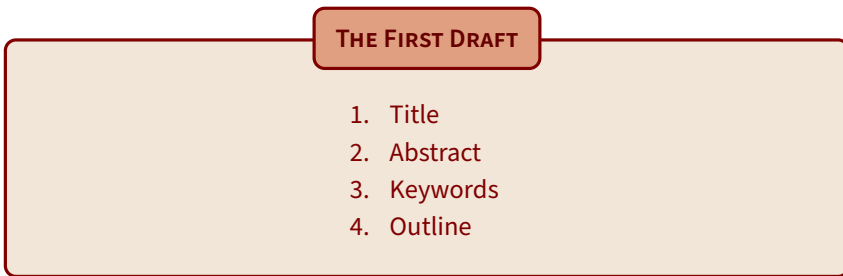 The First Draft
1. Title
2. Abstract
3. Keywords
4. Outline